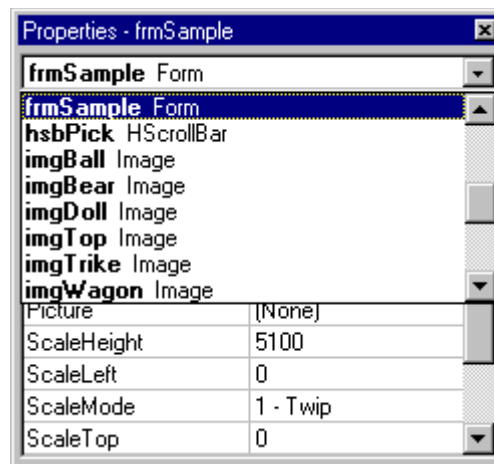 Properties - frmSample
frmSample Form
frmSample Form
hsbPick HScrollBar
imgBall Image
imgBear Image
imgDoll Image
imgTop Image
imgTrike Image
imgWagon Image
Picture (None)
ScaleHeight 5100
ScaleLeft 0
ScaleMode 1 - Twip
ScaleTop 0